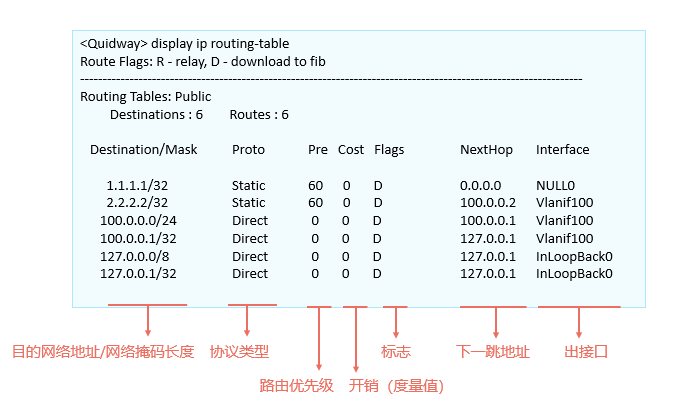 <Quidway> display ip routing-table
Route Flags: R - relay, D - download to fib
------------------------------------------------------------------------------------------------------------------
Routing Tables: Public
Destinations : 6 Routes : 6
Destination/Mask Proto Pre Cost Flags NextHop Interface
1.1.1.1/32 Static 60 0 D 0.0.0.0 NULL0
2.2.2.2/32 Static 60 0 D 100.0.0.2 Vlanif100
100.0.0.0/24 Direct 0 0 D 100.0.0.1 Vlanif100
100.0.0.1/32 Direct 0 0 D 127.0.0.1 Vlanif100
127.0.0.0/8 Direct 0 0 D 127.0.0.1 InLoopBack0
127.0.0.1/32 Direct 0 0 D 127.0.0.1 InLoopBack0
目的网络地址/网络掩码长度 协议类型 标志 下一跳地址 出接口
路由优先级 开销（度量值）